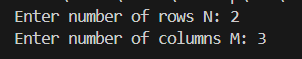 Enter number of rows N: 2
Enter number of columns M: 3